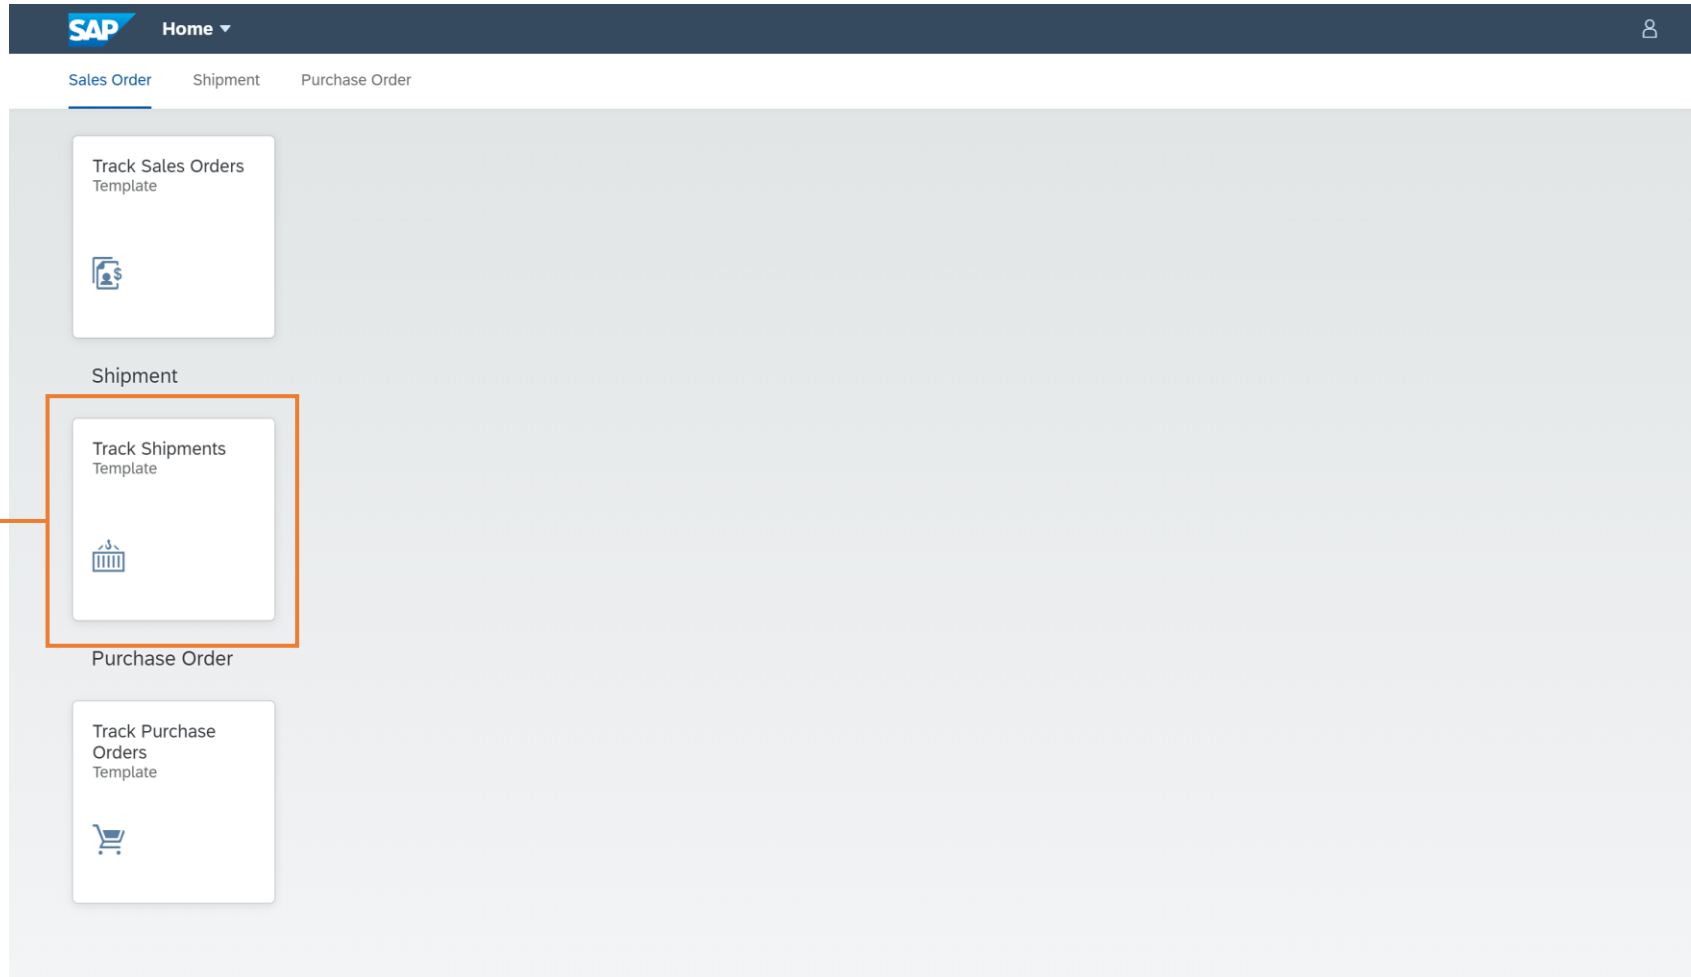 SAP Home
Sales Order Shipment Purchase Order
Track Sales Orders
Template
$
Shipment
Track Shipments
Template
Purchase Order
Track Purchase
Orders
Template